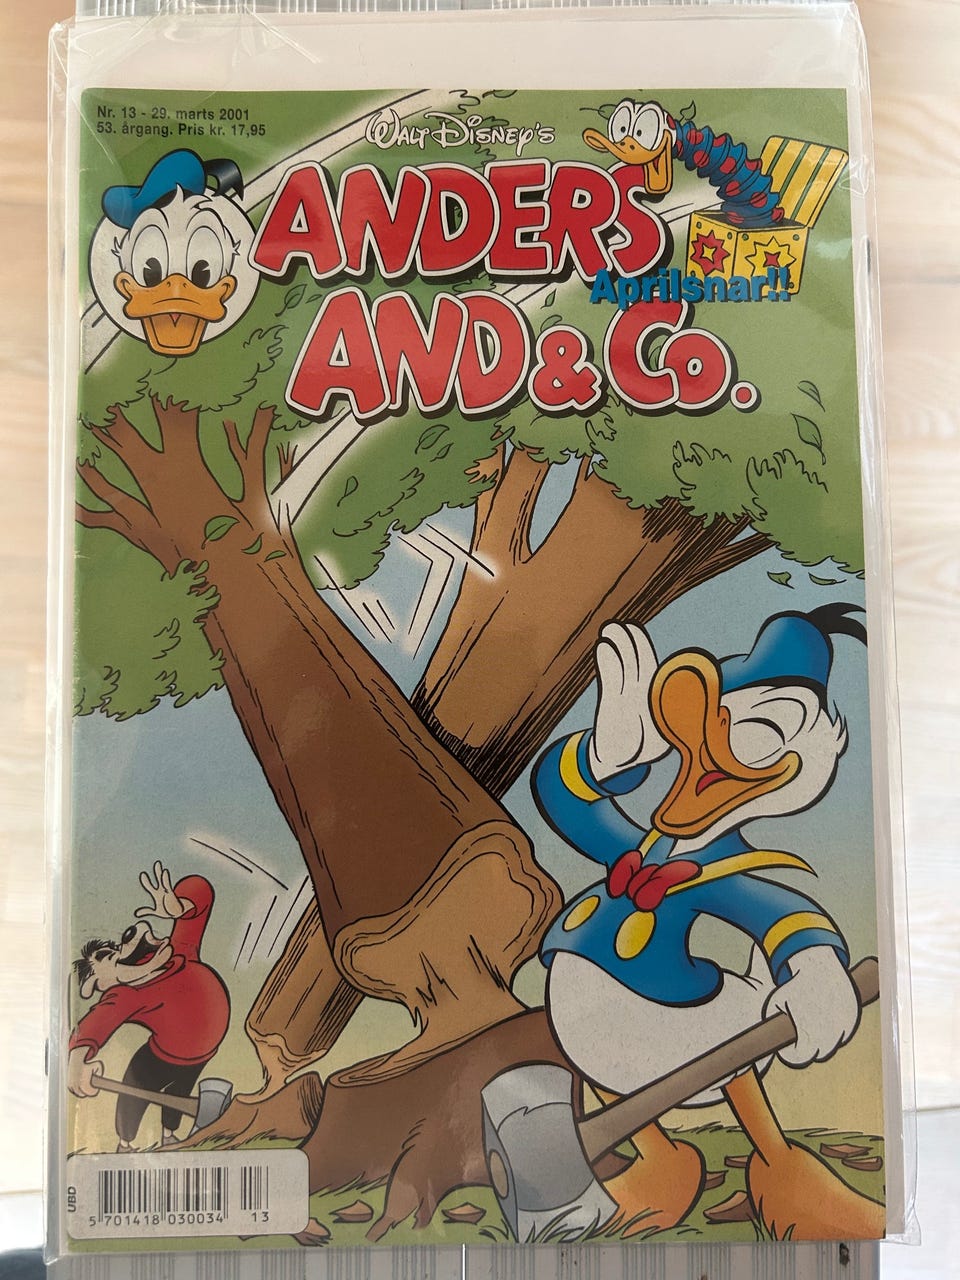 Nr. 13 - 29. marts 2001
53. årgang. Pris kr. 17,95
WALT DISNEY'S
ANDERS
Aprilsnar!!
AND & Co.
UBD
5 701418 030034 13